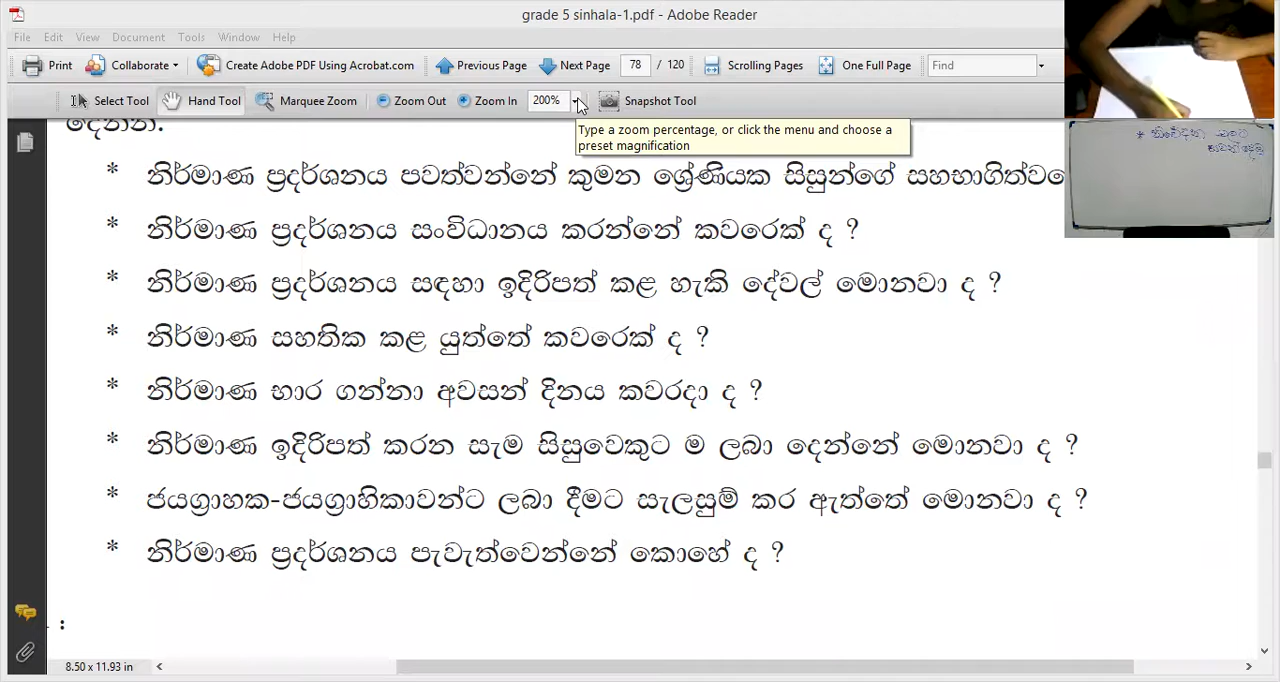 grade 5 sinhala-1.pdf - Adobe Reader
File Edit View Document Tools Window Help
Print Collaborate Create Adobe PDF Using Acrobat.com Previous Page Next Page 78 / 120 Scrolling Pages One Full Page Find
Select Tool Hand Tool Marquee Zoom Zoom Out Zoom In 200% Snapshot Tool
Type a zoom percentage, or click the menu and choose a
preset magnification
දෙන්න.
* නිර්මාණ ප්‍රදර්ශනය පවත්වන්නේ කුමන ශ්‍රේණියක සිසුන්ගේ
* නිර්මාණ ප්‍රදර්ශනය සංවිධානය කරන්නේ කවරෙක් ද ?
* නිර්මාණ ප්‍රදර්ශනය සඳහා ඉදිරිපත් කළ හැකි දේවල් මොනවා ද ?
* නිර්මාණ සහතික කළ යුත්තේ කවරෙක් ද ?
* නිර්මාණ භාර ගන්නා අවසන් දිනය කවරදා ද ?
* නිර්මාණ ඉදිරිපත් කරන සැම සිසුවෙකුට ම ලබා දෙන්නේ මොනවා ද ?
* ජයග්‍රාහක-ජයග්‍රාහිකාවන්ට ලබා දීමට සැලසුම් කර ඇත්තේ මොනවා ද ?
* නිර්මාණ ප්‍රදර්ශනය පැවැත්වෙන්නේ කොහේ ද ?
:
8.50 x 11.93 in